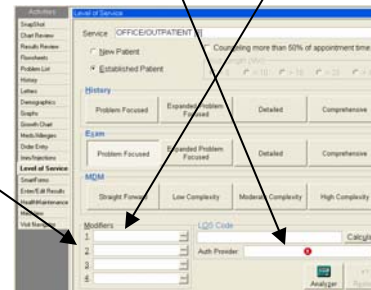 Activities
Level of Service
SnapShot
Chart Review
Results Review
Flowsheets
Problem List
History
Letters
Demographics
Graphs
Growth Chart
Meds/Allergies
Order Entry
Imm/Injections
Level of Service
SmartForms
Enter/Edit Results
HealthMaintenance
Visit Navigator
Service OFFICE/OUTPATIENT
New Patient
Counseling more than 50% of appointment time
Established Patient
History
Problem Focused
Expanded Problem Focused
Detailed
Comprehensive
Exam
Problem Focused
Expanded Problem Focused
Detailed
Comprehensive
MDM
Straight Forward
Low Complexity
Moderate Complexity
High Complexity
Modifiers
1.
2.
3.
4.
LOS Code
Auth Provider:
Analyzer